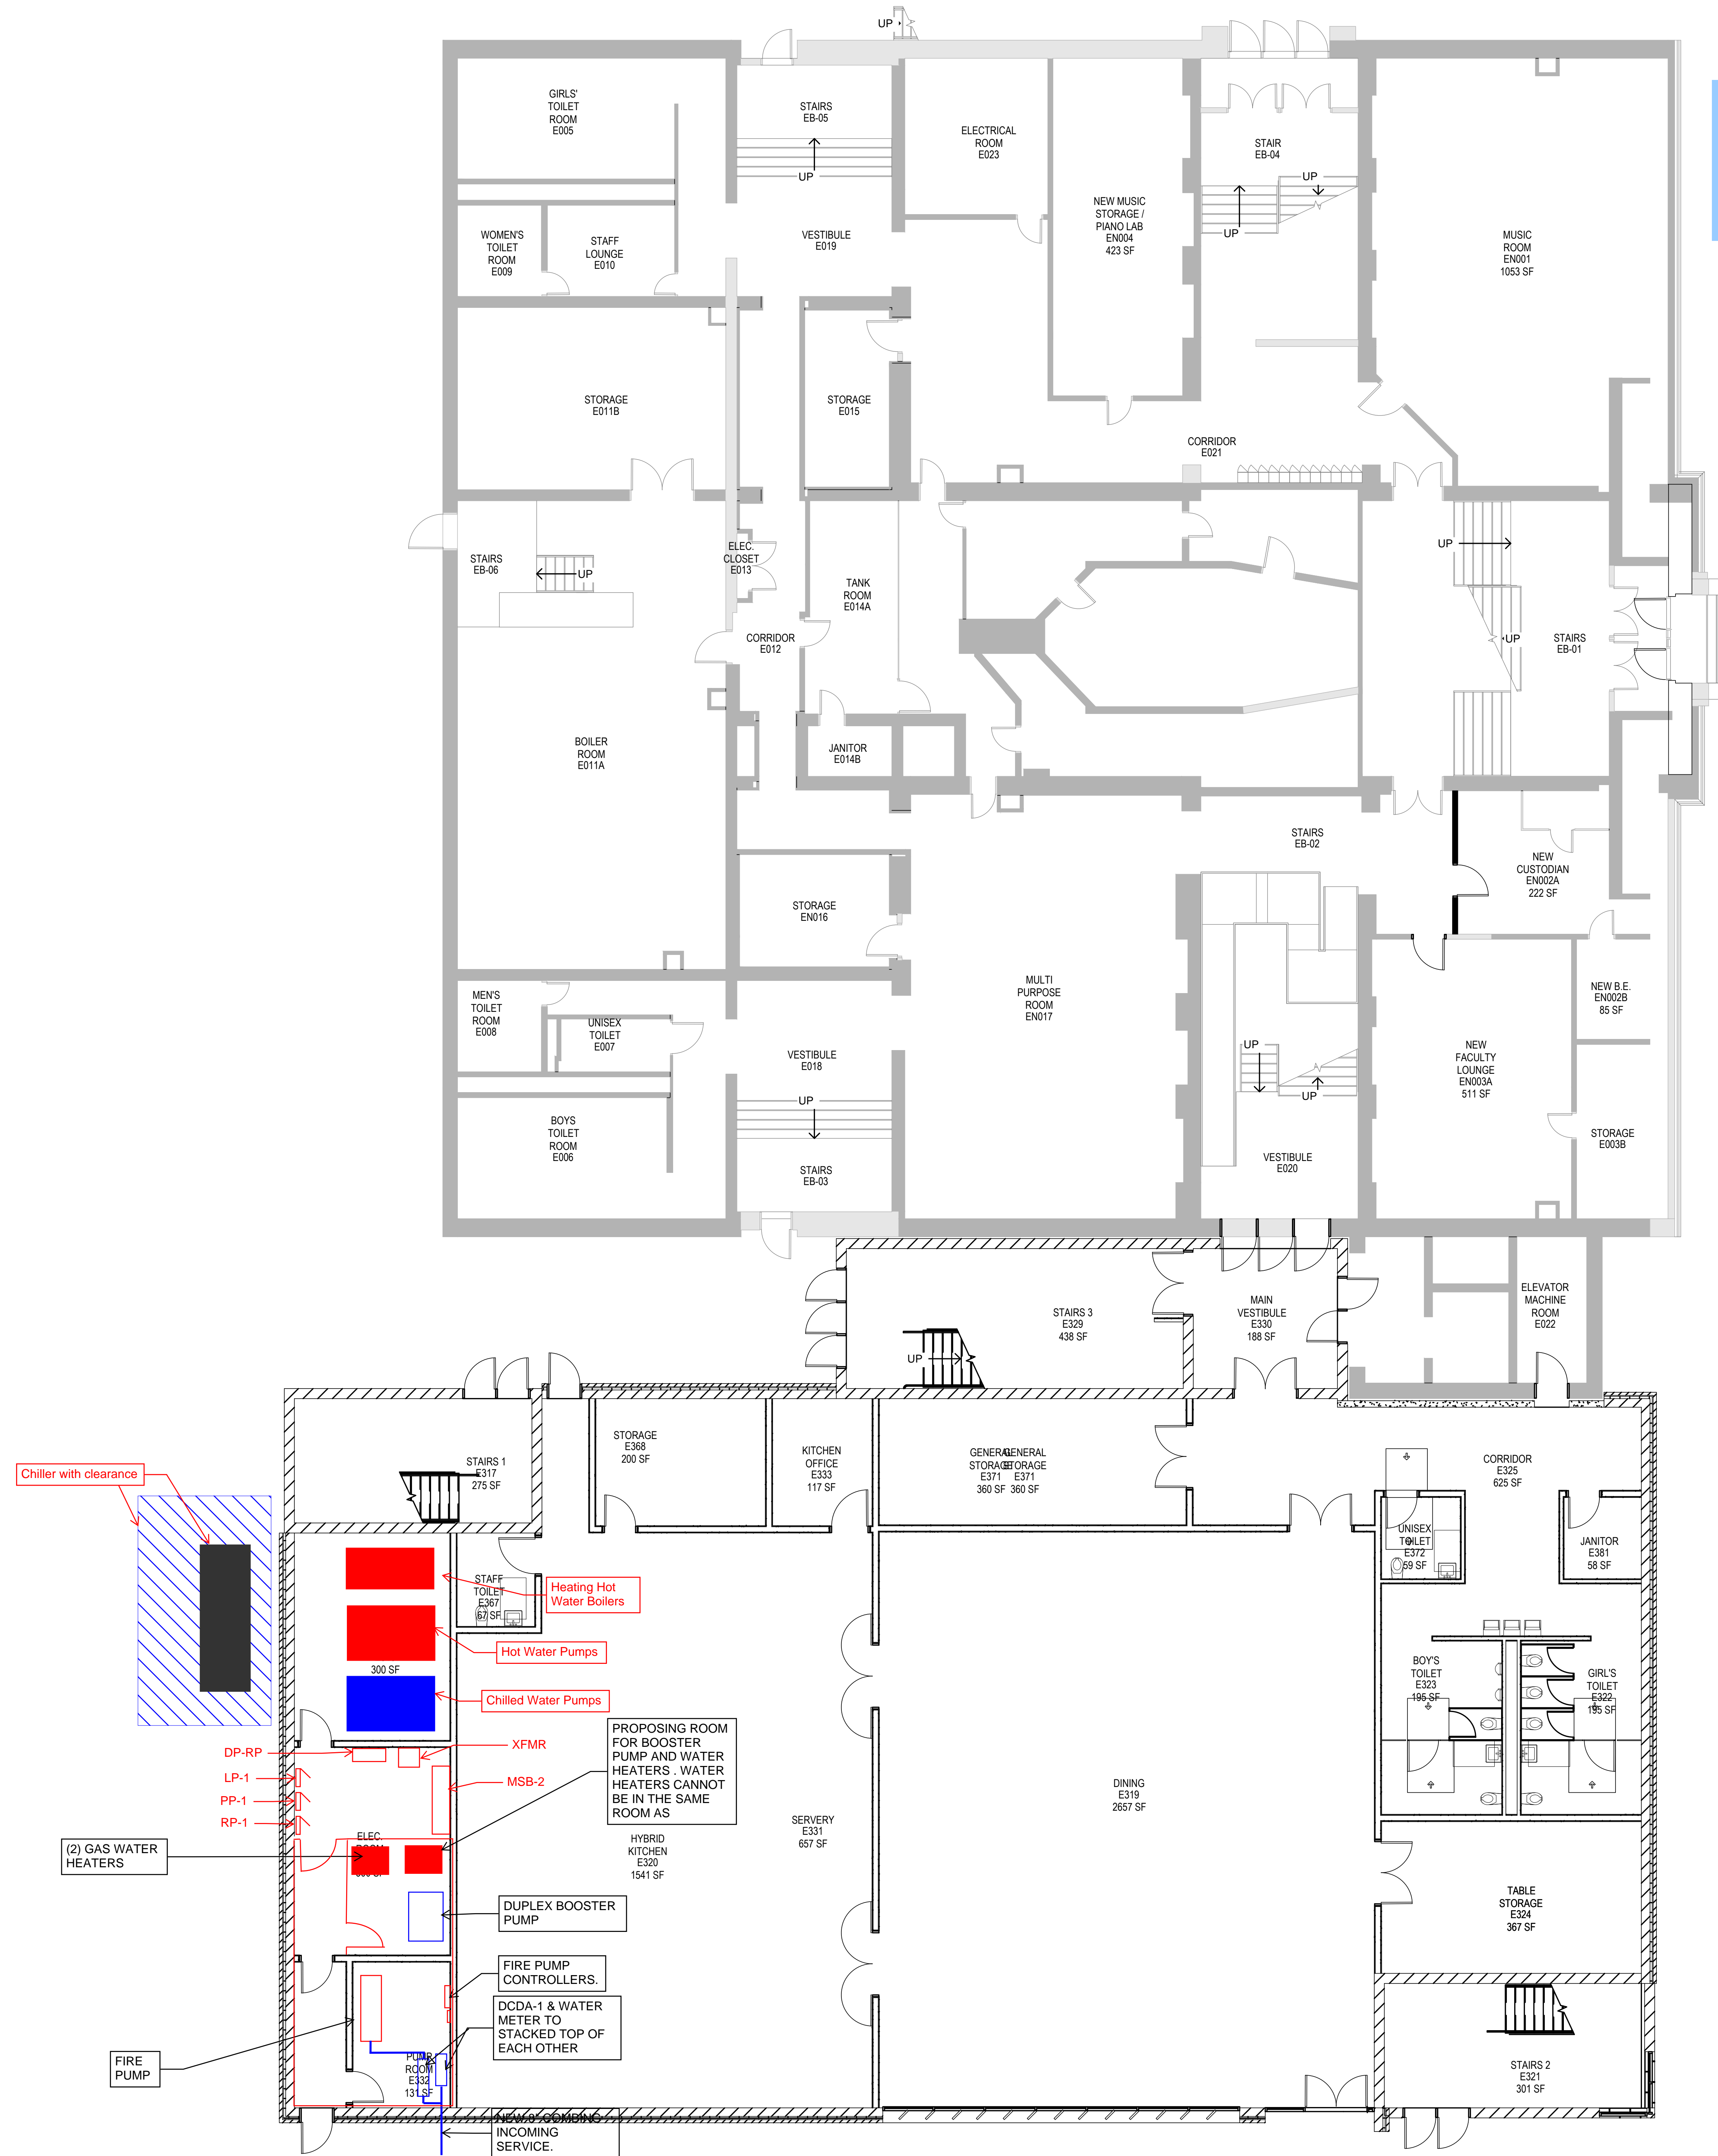 UP
GIRLS'
TOILET
ROOM
E005
STAIRS
EB-05
UP
ELECTRICAL
ROOM
E023
STAIR
EB-04
UP
UP
NEW MUSIC
STORAGE /
PIANO LAB
EN004
423 SF
MUSIC
ROOM
EN001
1053 SF
WOMEN'S
TOILET
ROOM
E009
STAFF
LOUNGE
E010
VESTIBULE
E019
STORAGE
E011B
STORAGE
E015
CORRIDOR
E021
STAIRS
EB-06
UP
ELEC.
CLOSET
E013
TANK
ROOM
E014A
UP
UP
STAIRS
EB-01
CORRIDOR
E012
BOILER
ROOM
E011A
JANITOR
E014B
STAIRS
EB-02
NEW
CUSTODIAN
EN002A
222 SF
STORAGE
EN016
MULTI
PURPOSE
ROOM
EN017
NEW B.E.
EN002B
85 SF
MEN'S
TOILET
ROOM
E008
UNISEX
TOILET
E007
VESTIBULE
E018
UP
UP
UP
NEW
FACULTY
LOUNGE
EN003A
511 SF
BOYS
TOILET
ROOM
E006
STAIRS
EB-03
VESTIBULE
E020
STORAGE
E003B
STAIRS 3
E329
438 SF
UP
MAIN
VESTIBULE
E330
188 SF
ELEVATOR
MACHINE
ROOM
E022
STAIRS 1
E317
275 SF
STORAGE
E368
200 SF
KITCHEN
OFFICE
E333
117 SF
GENERAL
STORAGE
E371
360 SF
GENERAL
STORAGE
E371
360 SF
CORRIDOR
E325
625 SF
Chiller with clearance
STAFF
TOILET
E367
67 SF
Heating Hot
Water Boilers
Hot Water Pumps
300 SF
Chilled Water Pumps
UNISEX
TOILET
E372
59 SF
JANITOR
E381
58 SF
BOY'S
TOILET
E323
195 SF
GIRL'S
TOILET
E322
195 SF
DP-RP
XFMR
LP-1
MSB-2
PP-1
RP-1
PROPOSING ROOM
FOR BOOSTER
PUMP AND WATER
HEATERS . WATER
HEATERS CANNOT
BE IN THE SAME
ROOM AS
ELEC.
(2) GAS WATER
HEATERS
HYBRID
KITCHEN
E320
1541 SF
SERVERY
E331
657 SF
DINING
E319
2657 SF
DUPLEX BOOSTER
PUMP
TABLE
STORAGE
E324
367 SF
FIRE PUMP
CONTROLLERS.
DCDA-1 & WATER
METER TO
STACKED TOP OF
EACH OTHER
FIRE
PUMP
PUMP
ROOM
E332
131 SF
STAIRS 2
E321
301 SF
NEW 8" COMBINC
INCOMING
SERVICE.